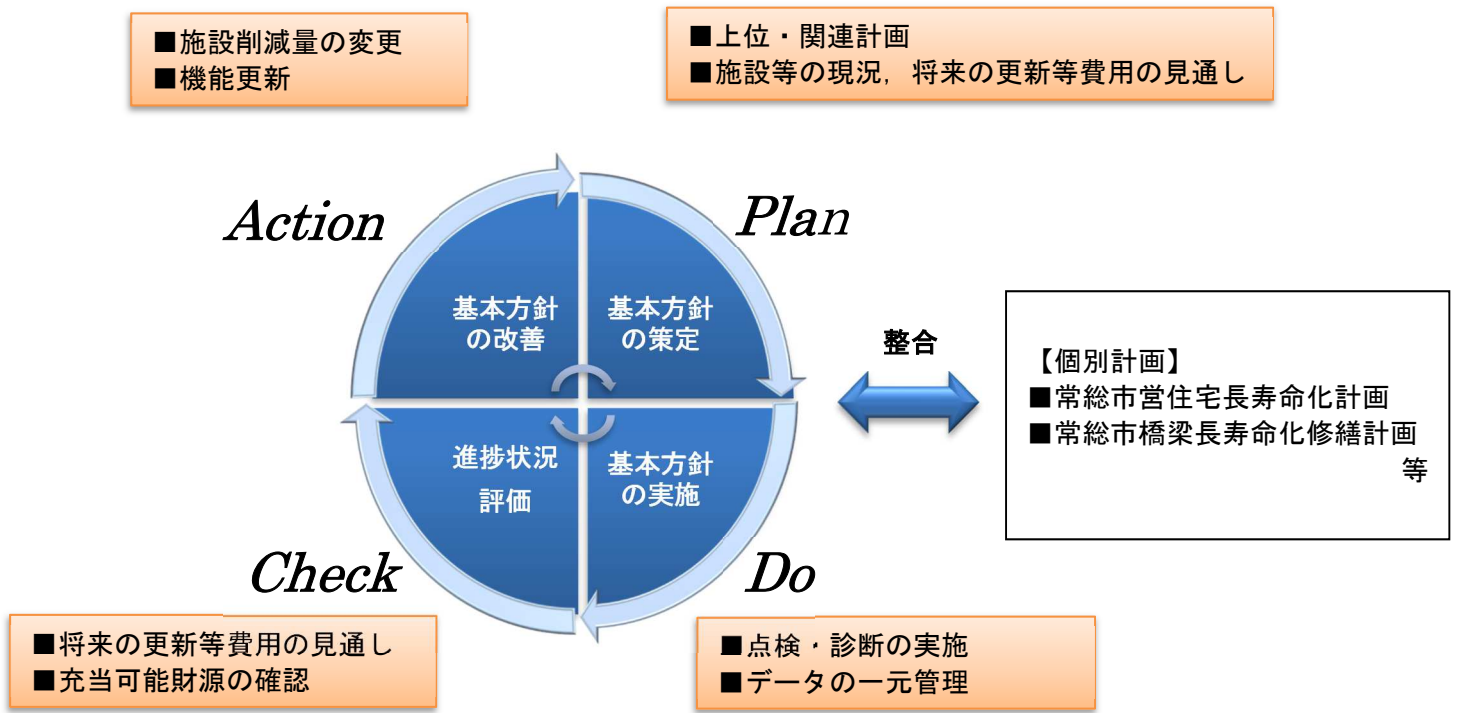 ■施設削減量の変更
■機能更新
■上位・関連計画
■施設等の現況，将来の更新等費用の見通し
Action
Plan
基本方針
の改善
基本方針
の策定
整合
【個別計画】
■常総市営住宅長寿命化計画
■常総市橋梁長寿命化修繕計画
等
進捗状況
評価
基本方針
の実施
Check
Do
■将来の更新等費用の見通し
■充当可能財源の確認
■点検・診断の実施
■データの一元管理